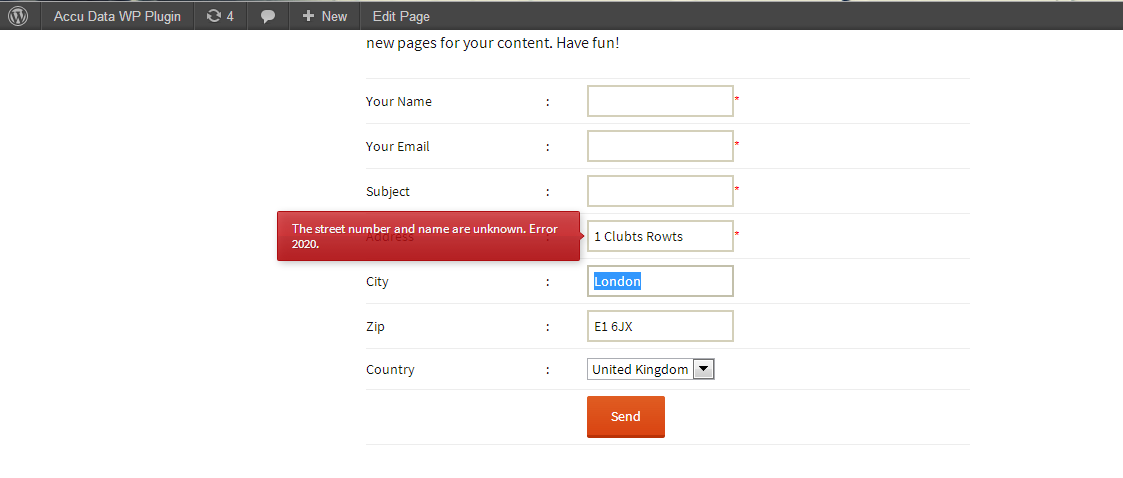 Accu Data WP Plugin 4 New Edit Page
new pages for your content. Have fun!
Your Name : *
Your Email : *
Subject : *
The street number and name are unknown. Error
2020.
Address : 1 Clubts Rowts *
City : London
Zip : E1 6JX
Country : United Kingdom
Send